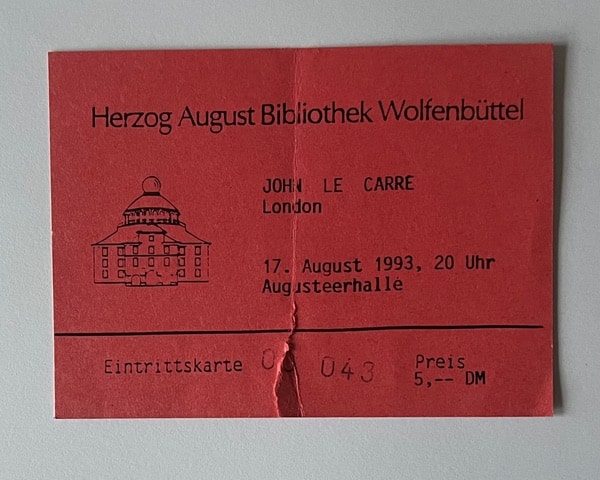 Herzog August Bibliothek Wolfenbüttel
JOHN LE CARRE
London
17. August 1993, 20 Uhr
Augusteerhalle
Eintrittskarte 00 043 Preis
5,-- DM